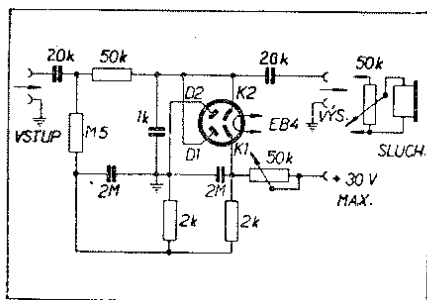 20k
50k
20k
50k
D2
K2
1k
EB4
VÝS.
VSTUP
M5
D1
K1
SLUCH.
50k
2M
2M
+ 30 V
MAX.
2k
2k